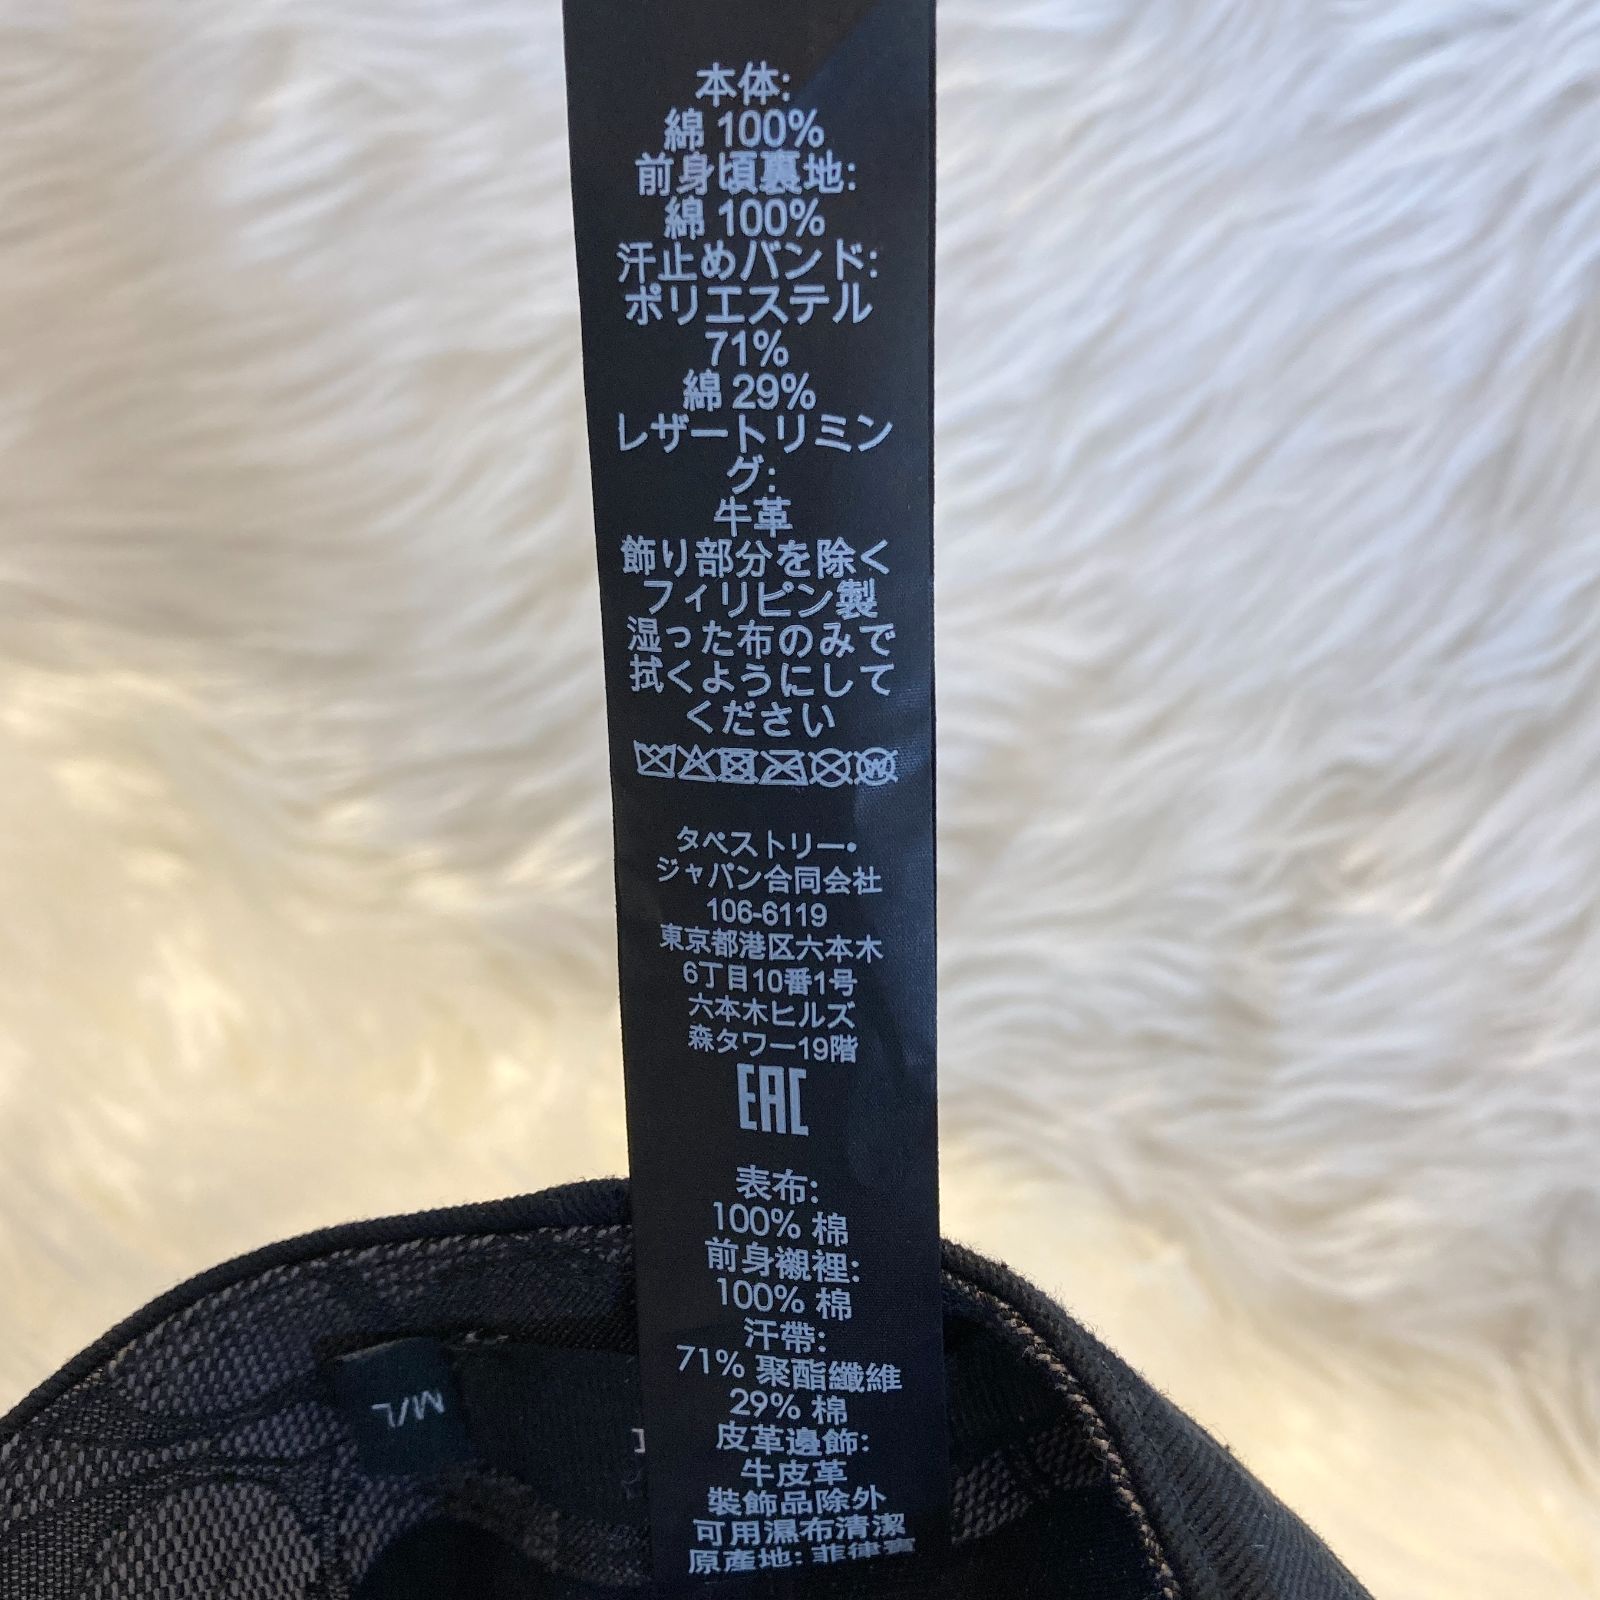 本体:
綿 100%
前身頃裏地:
綿 100%
汗止めバンド:
ポリエステル
71%
綿 29%
レザートリミン
グ:
牛革
飾り部分を除く
フィリピン製
湿った布のみで
拭くようにして
ください
タペストリー・
ジャパン合同会社
106-6119
東京都港区六本木
6丁目10番1号
六本木ヒルズ
森タワー19階
EAC
表布:
100% 棉
前身襯裡:
100% 棉
汗帶:
71% 聚酯纖維
29% 棉
皮革邊飾:
牛皮革
裝飾品除外
可用濕布清潔
原產地: 菲律賓
M/L